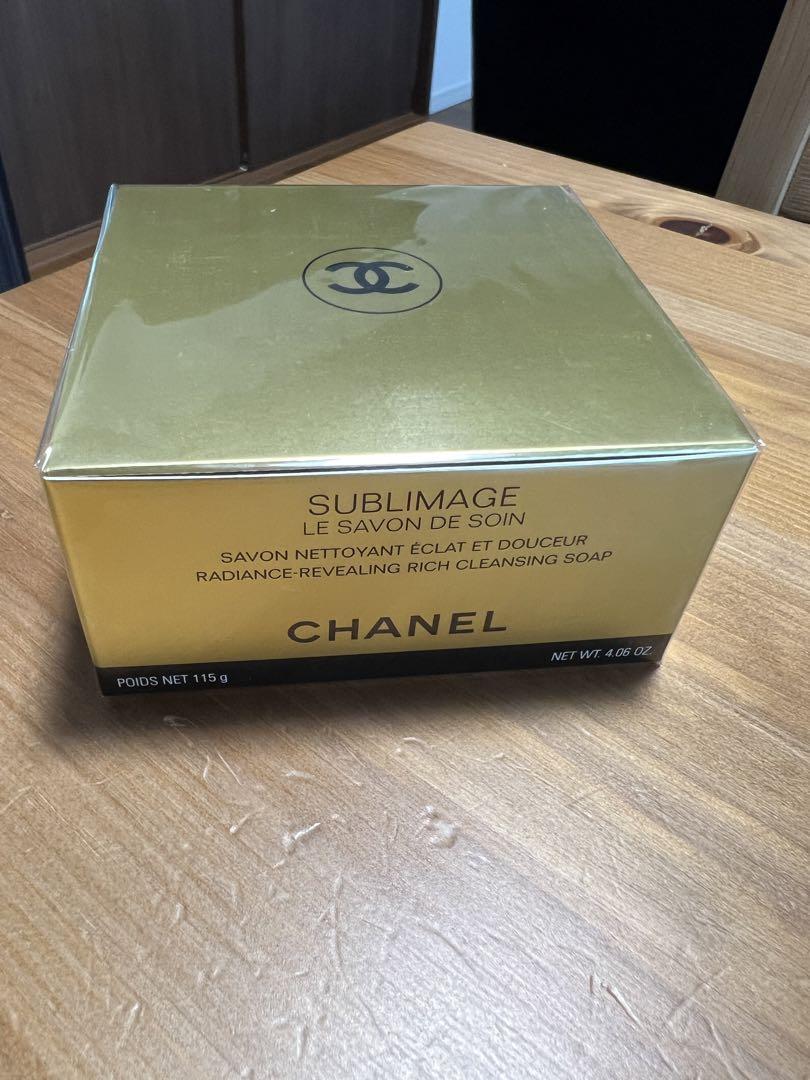 SUBLIMAGE
LE SAVON DE SOIN
SAVON NETTOYANT ÉCLAT ET DOUCEUR
RADIANCE-REVEALING RICH CLEANSING SOAP
CHANEL
POIDS NET 115 g
NET WT. 4.06 OZ.